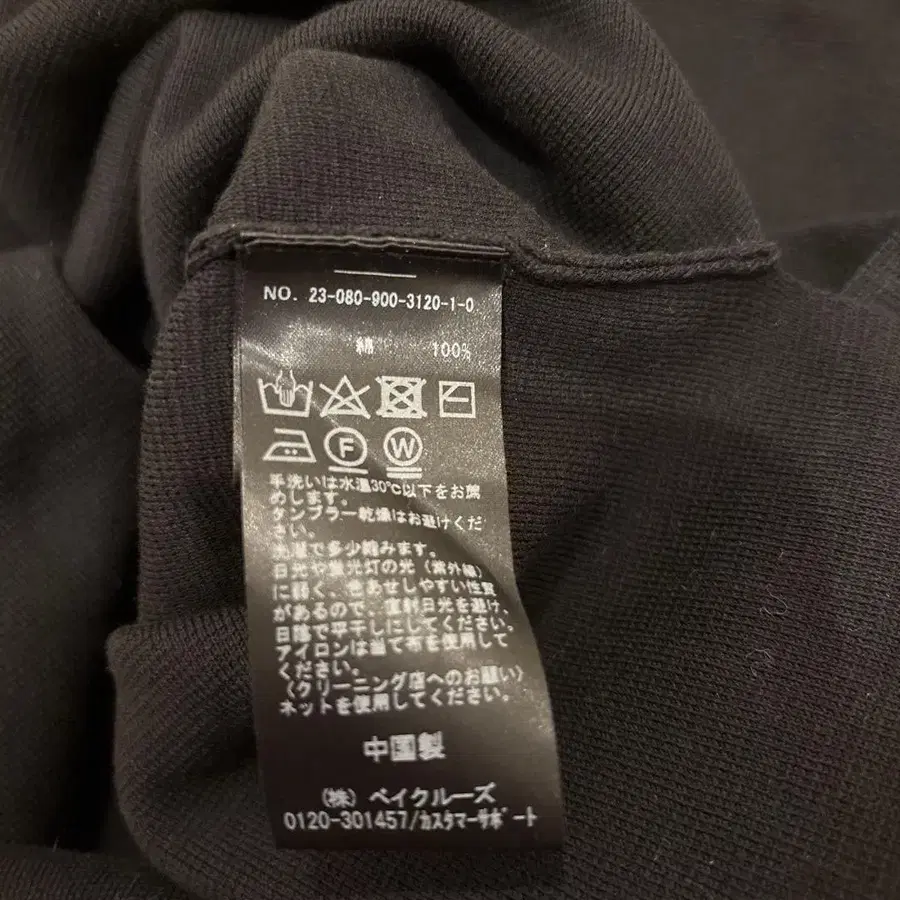 NO. 23-080-900-3120-1-0
綿 100%
F W
手洗いは水温30℃以下をお薦
めします。
タンブラー乾燥はお避けくだ
さい。
洗濯で多少縮みます。
日光や蛍光灯の光(紫外線)
に弱く、色あせしやすい性質
があるので、直射日光を避け、
日陰で平干しにしてください。
アイロンは当て布を使用して
ください。
〈クリーニング店へのお願い〉
ネットを使用してください。
中国製
(株) ベイクルーズ
0120-301457/カスタマーサポート